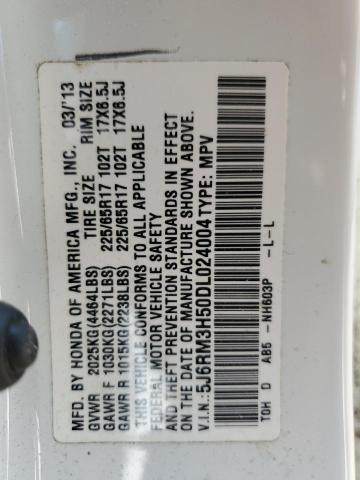 MFD. BY HONDA OF AMERICA MFG., INC. 03/'13
TIRE SIZE RIM SIZE
GVWR 2025KG(4464LBS)
GAWR F 1030KG(2271LBS) 225/65R17 102T 17X6.5J
GAWR R 1015KG(2238LBS) 225/65R17 102T 17X6.5J
THIS VEHICLE CONFORMS TO ALL APPLICABLE
FEDERAL MOTOR VEHICLE SAFETY
AND THEFT PREVENTION STANDARDS IN EFFECT
ON THE DATE OF MANUFACTURE SHOWN ABOVE.
V.I.N.: 5J6RM3H50DL024004 TYPE: MPV
TOH D AB5 - NH603P -L-L